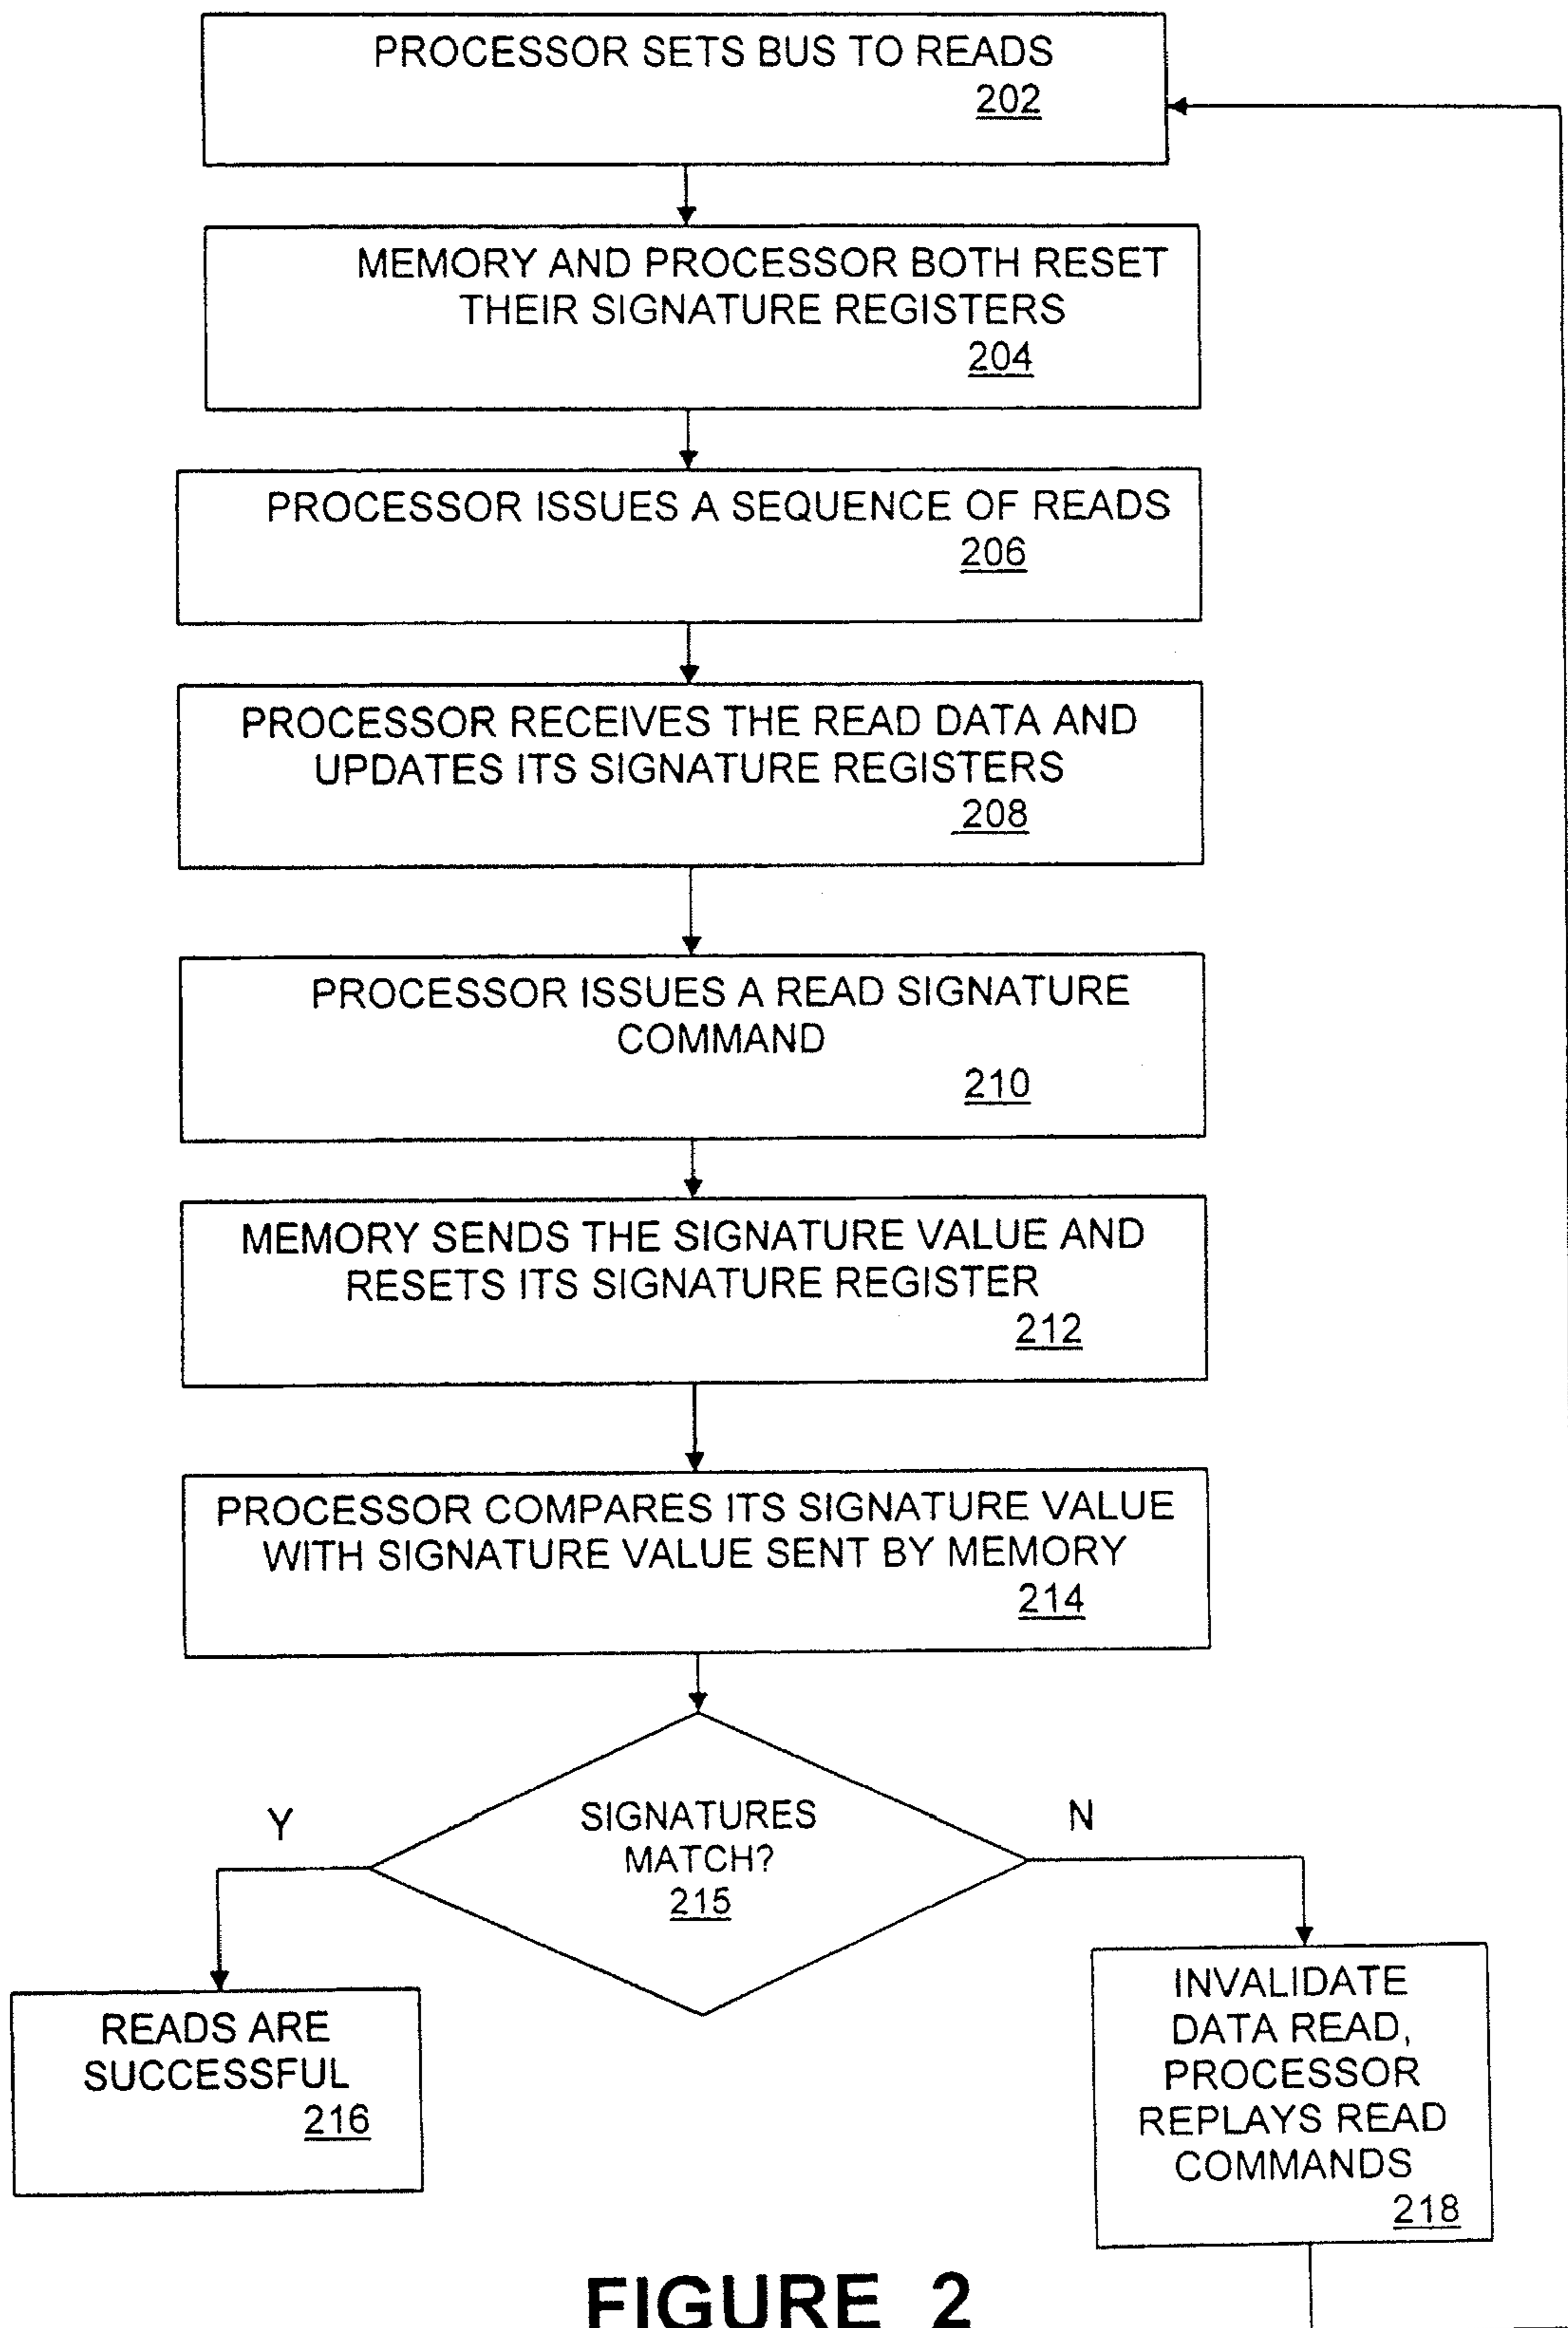 PROCESSOR SETS BUS TO READS
202
MEMORY AND PROCESSOR BOTH RESET
THEIR SIGNATURE REGISTERS
204
PROCESSOR ISSUES A SEQUENCE OF READS
206
PROCESSOR RECEIVES THE READ DATA AND
UPDATES ITS SIGNATURE REGISTERS
208
PROCESSOR ISSUES A READ SIGNATURE
COMMAND
210
MEMORY SENDS THE SIGNATURE VALUE AND
RESETS ITS SIGNATURE REGISTER
212
PROCESSOR COMPARES ITS SIGNATURE VALUE
WITH SIGNATURE VALUE SENT BY MEMORY
214
SIGNATURES
MATCH?
215
Y
N
READS ARE
SUCCESSFUL
216
INVALIDATE
DATA READ,
PROCESSOR
REPLAYS READ
COMMANDS
218
FIGURE 2